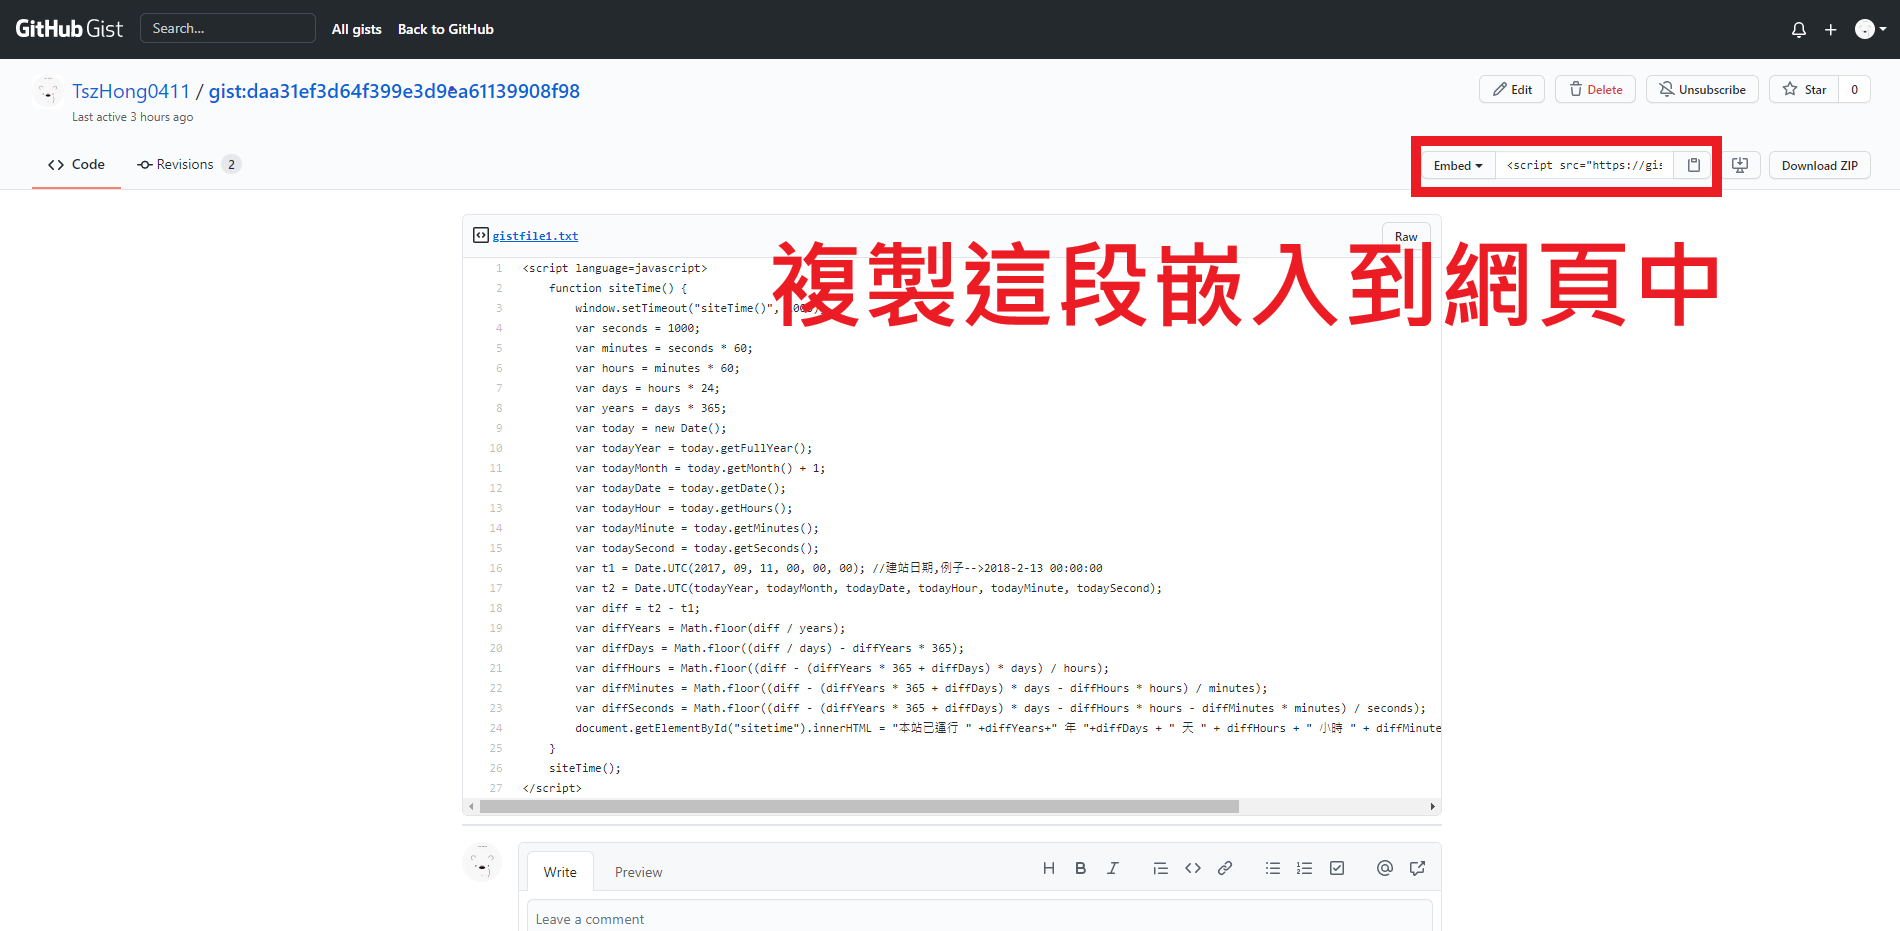 GitHub Gist
Search...
All gists
Back to GitHub
TszHong0411 / gist:daa31ef3d64f399e3d9ea61139908f98
Last active 3 hours ago
Edit
Delete
Unsubscribe
Star
0
Code
Revisions 2
Embed
<script src="https://gis
Download ZIP
gistfile1.txt
Raw
複製這段嵌入到網頁中
1 <script language=javascript>
2 function siteTime() {
3 window.setTimeout("siteTime()",
4 var seconds = 1000;
5 var minutes = seconds * 60;
6 var hours = minutes * 60;
7 var days = hours * 24;
8 var years = days * 365;
9 var today = new Date();
10 var todayYear = today.getFullYear();
11 var todayMonth = today.getMonth() + 1;
12 var todayDate = today.getDate();
13 var todayHour = today.getHours();
14 var todayMinute = today.getMinutes();
15 var todaySecond = today.getSeconds();
16 var t1 = Date.UTC(2017, 09, 11, 00, 00, 00); //建站日期,例子-->2018-2-13 00:00:00
17 var t2 = Date.UTC(todayYear, todayMonth, todayDate, todayHour, todayMinute, todaySecond);
18 var diff = t2 - t1;
19 var diffYears = Math.floor(diff / years);
20 var diffDays = Math.floor((diff / days) - diffYears * 365);
21 var diffHours = Math.floor((diff - (diffYears * 365 + diffDays) * days) / hours);
22 var diffMinutes = Math.floor((diff - (diffYears * 365 + diffDays) * days - diffHours * hours) / minutes);
23 var diffSeconds = Math.floor((diff - (diffYears * 365 + diffDays) * days - diffHours * hours - diffMinutes * minutes) / seconds);
24 document.getElementById("sitetime").innerHTML = "本站已運行 " +diffYears+" 年 "+diffDays + " 天 " + diffHours + " 小時 " + diffMinute
25 }
26 siteTime();
27 </script>
Write
Preview
Leave a comment